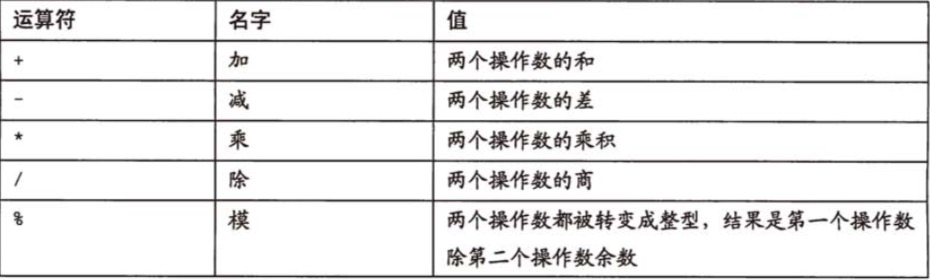 运算符 名字 值
+ 加 两个操作数的和
- 减 两个操作数的差
* 乘 两个操作数的乘积
/ 除 两个操作数的商
% 模 两个操作数都被转变成整型，结果是第一个操作数
除第二个操作数余数